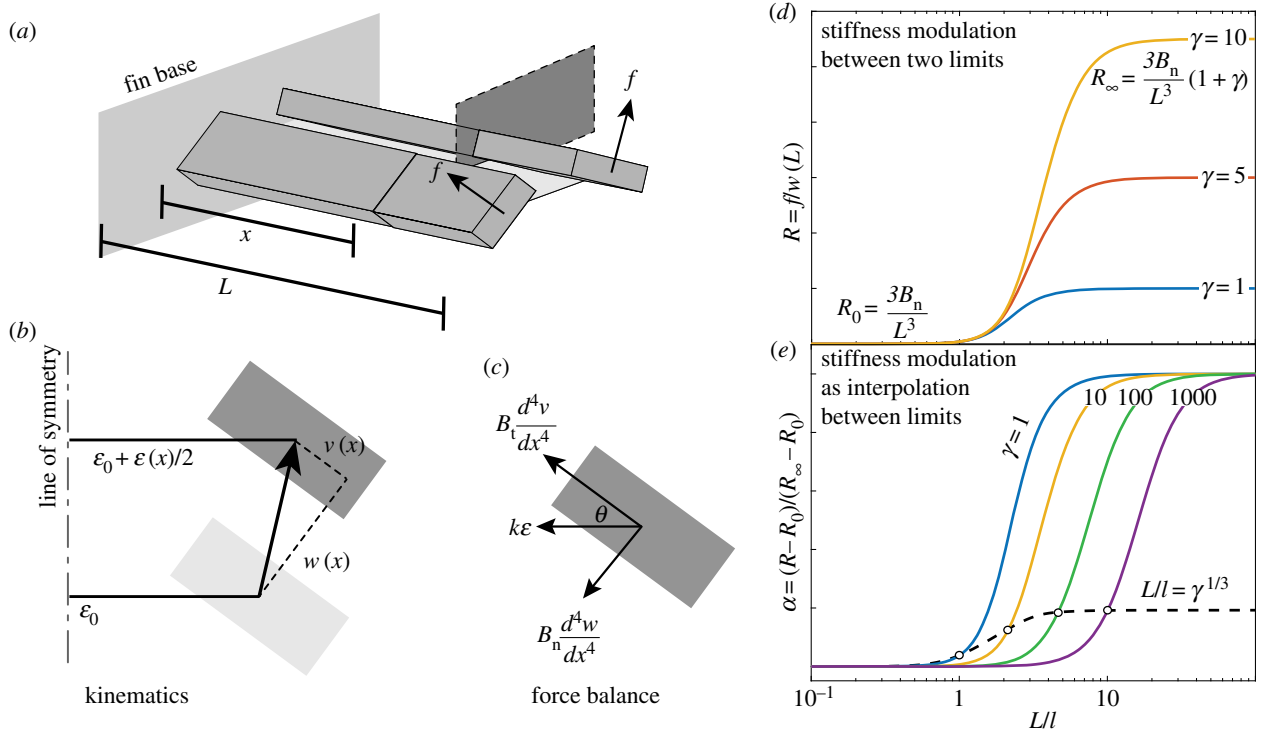 (a)
fin base
f
f
x
L
(b)
line of symmetry
ε₀ + ε(x)/2
v(x)
w(x)
ε₀
kinematics
(c)
Bₜ d⁴v/dx⁴
θ
kε
Bₙ d⁴w/dx⁴
force balance
(d)
stiffness modulation
between two limits
γ = 10
R∞ = 3Bₙ/L³ (1 + γ)
γ = 5
γ = 1
R₀ = 3Bₙ/L³
R = f/w(L)
(e)
stiffness modulation
as interpolation
between limits
γ = 1
10 100 1000
L/l = γ^1/3
α = (R–R₀)/(R∞–R₀)
10⁻¹ 1 10
L/l